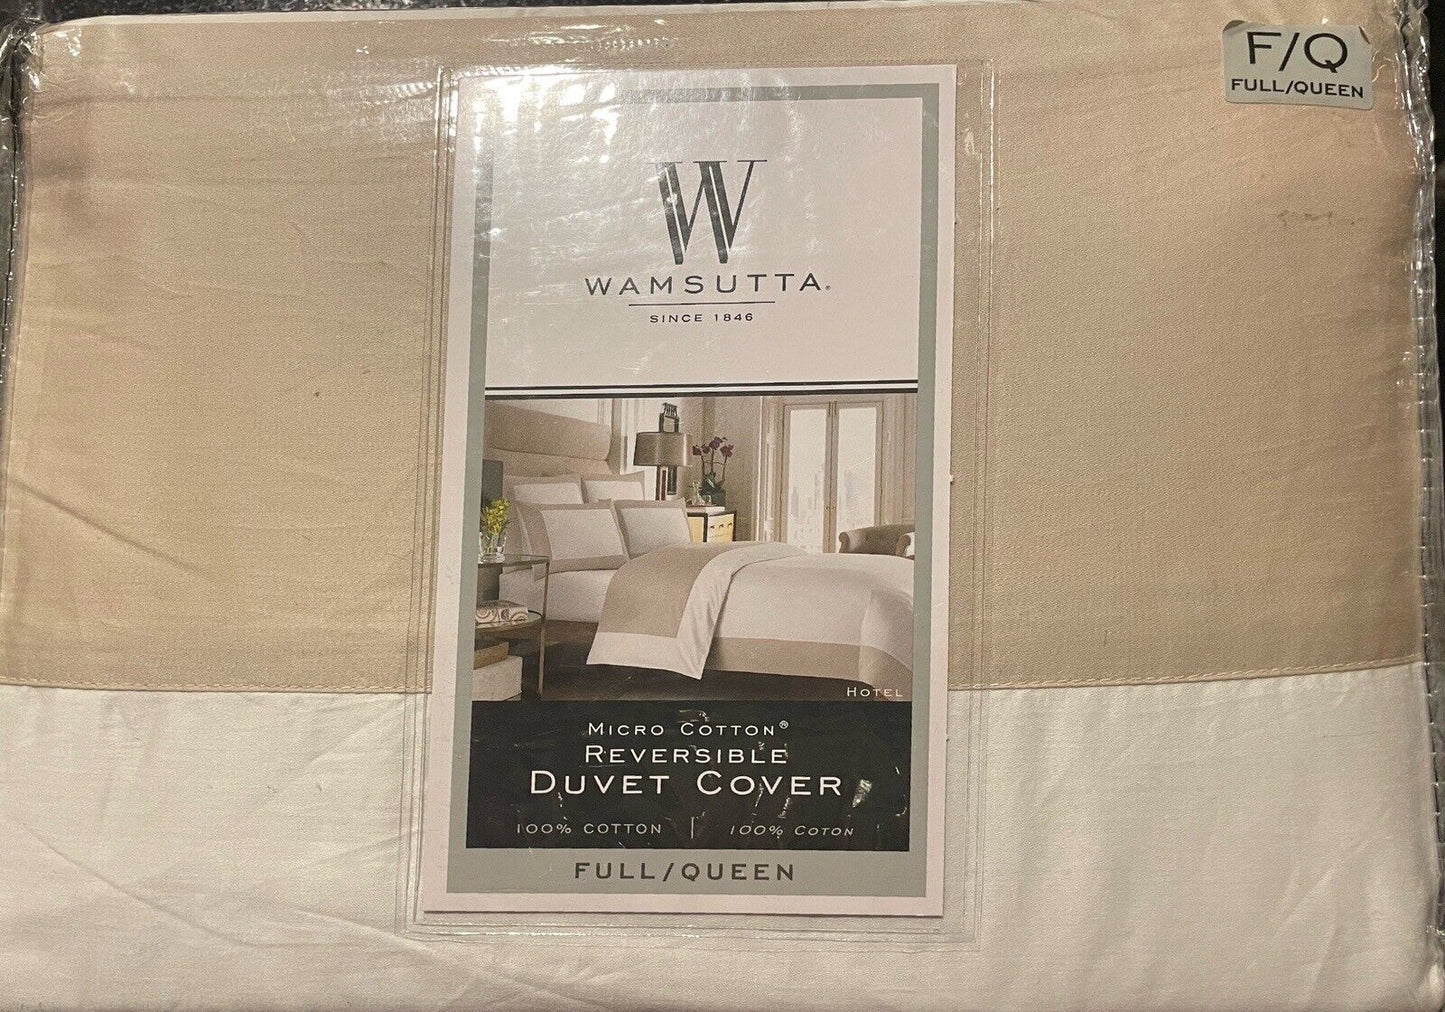 F/Q
FULL/QUEEN
W
WAMSUTTA®
SINCE 1846
HOTEL
MICRO COTTON®
REVERSIBLE
DUVET COVER
100% COTTON | 100% COTON
FULL/QUEEN